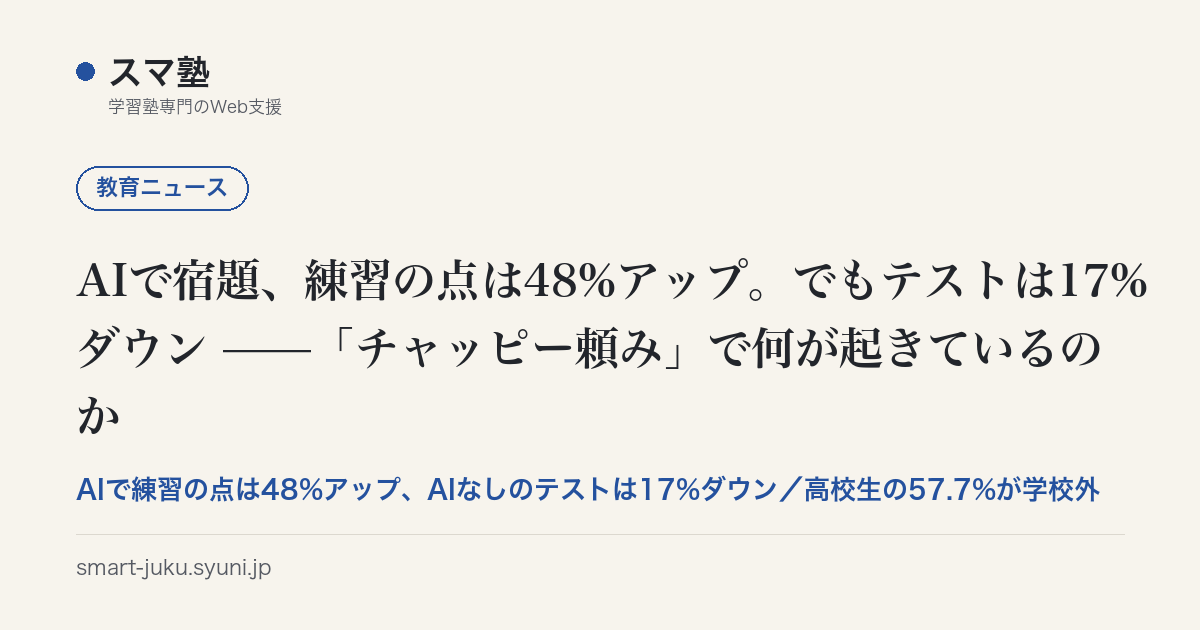 スマ塾
学習塾専門のWeb支援
教育ニュース
AIで宿題、練習の点は48%アップ。でもテストは17%
ダウン ——「チャッピー頼み」で何が起きているの
か
AIで練習の点は48%アップ、AIなしのテストは17%ダウン／高校生の57.7%が学校外
smart-juku.syuni.jp